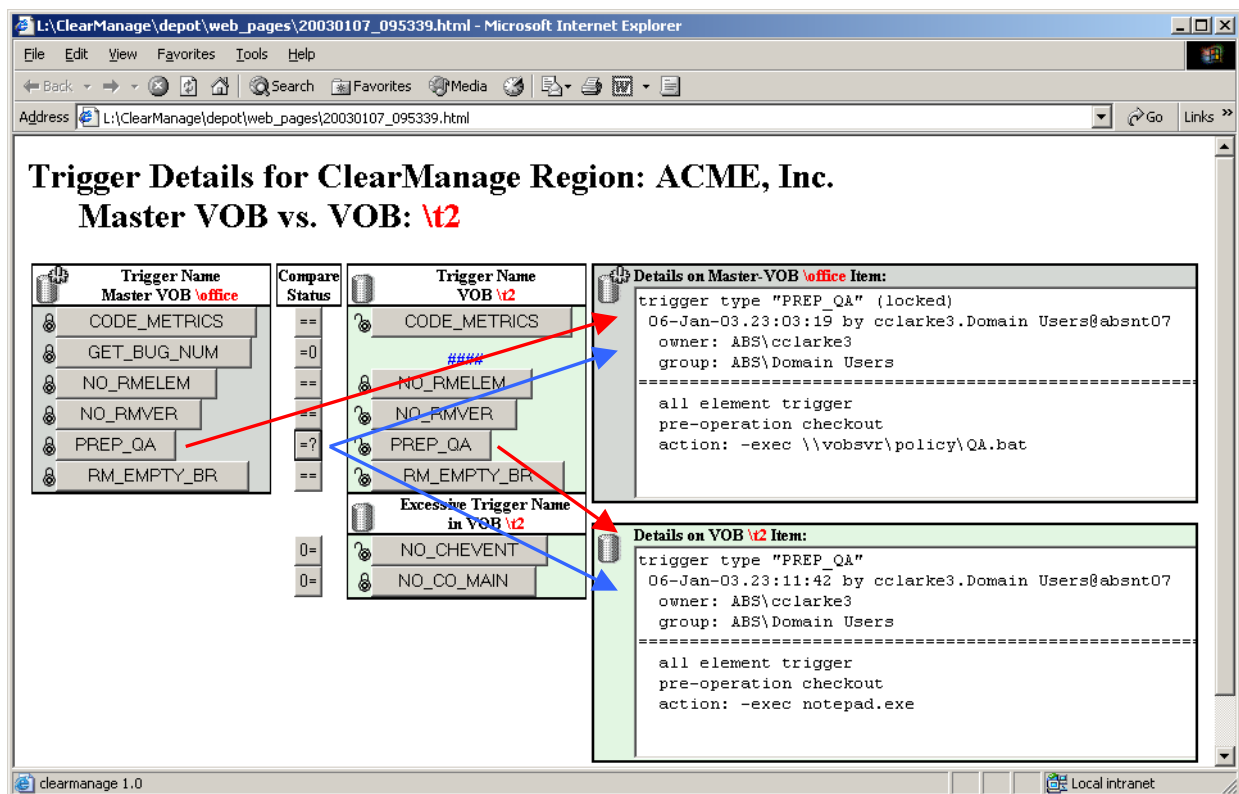 L:\ClearManage\depot\web_pages\20030107_095339.html - Microsoft Internet Explorer
File Edit View Favorites Tools Help
Back Search Favorites Media
Address L:\ClearManage\depot\web_pages\20030107_095339.html Go Links »
Trigger Details for ClearManage Region: ACME, Inc.
Master VOB vs. VOB: \t2
Trigger Name
Master VOB \office
CODE_METRICS
GET_BUG_NUM
NO_RMELEM
NO_RMVER
PREP_QA
RM_EMPTY_BR
Compare
Status
==
=0
==
==
=?
==
0=
0=
Trigger Name
VOB \t2
CODE_METRICS
####
NO_RMELEM
NO_RMVER
PREP_QA
RM_EMPTY_BR
Excessive Trigger Name
in VOB \t2
NO_CHEVENT
NO_CO_MAIN
Details on Master-VOB \office Item:
trigger type "PREP_QA" (locked)
06-Jan-03.23:03:19 by cclarke3.Domain Users@absnt07
owner: ABS\cclarke3
group: ABS\Domain Users
==========================================================
all element trigger
pre-operation checkout
action: -exec \\vobsvr\policy\QA.bat
Details on VOB \t2 Item:
trigger type "PREP_QA"
06-Jan-03.23:11:42 by cclarke3.Domain Users@absnt07
owner: ABS\cclarke3
group: ABS\Domain Users
==========================================================
all element trigger
pre-operation checkout
action: -exec notepad.exe
clearmanage 1.0
Local intranet